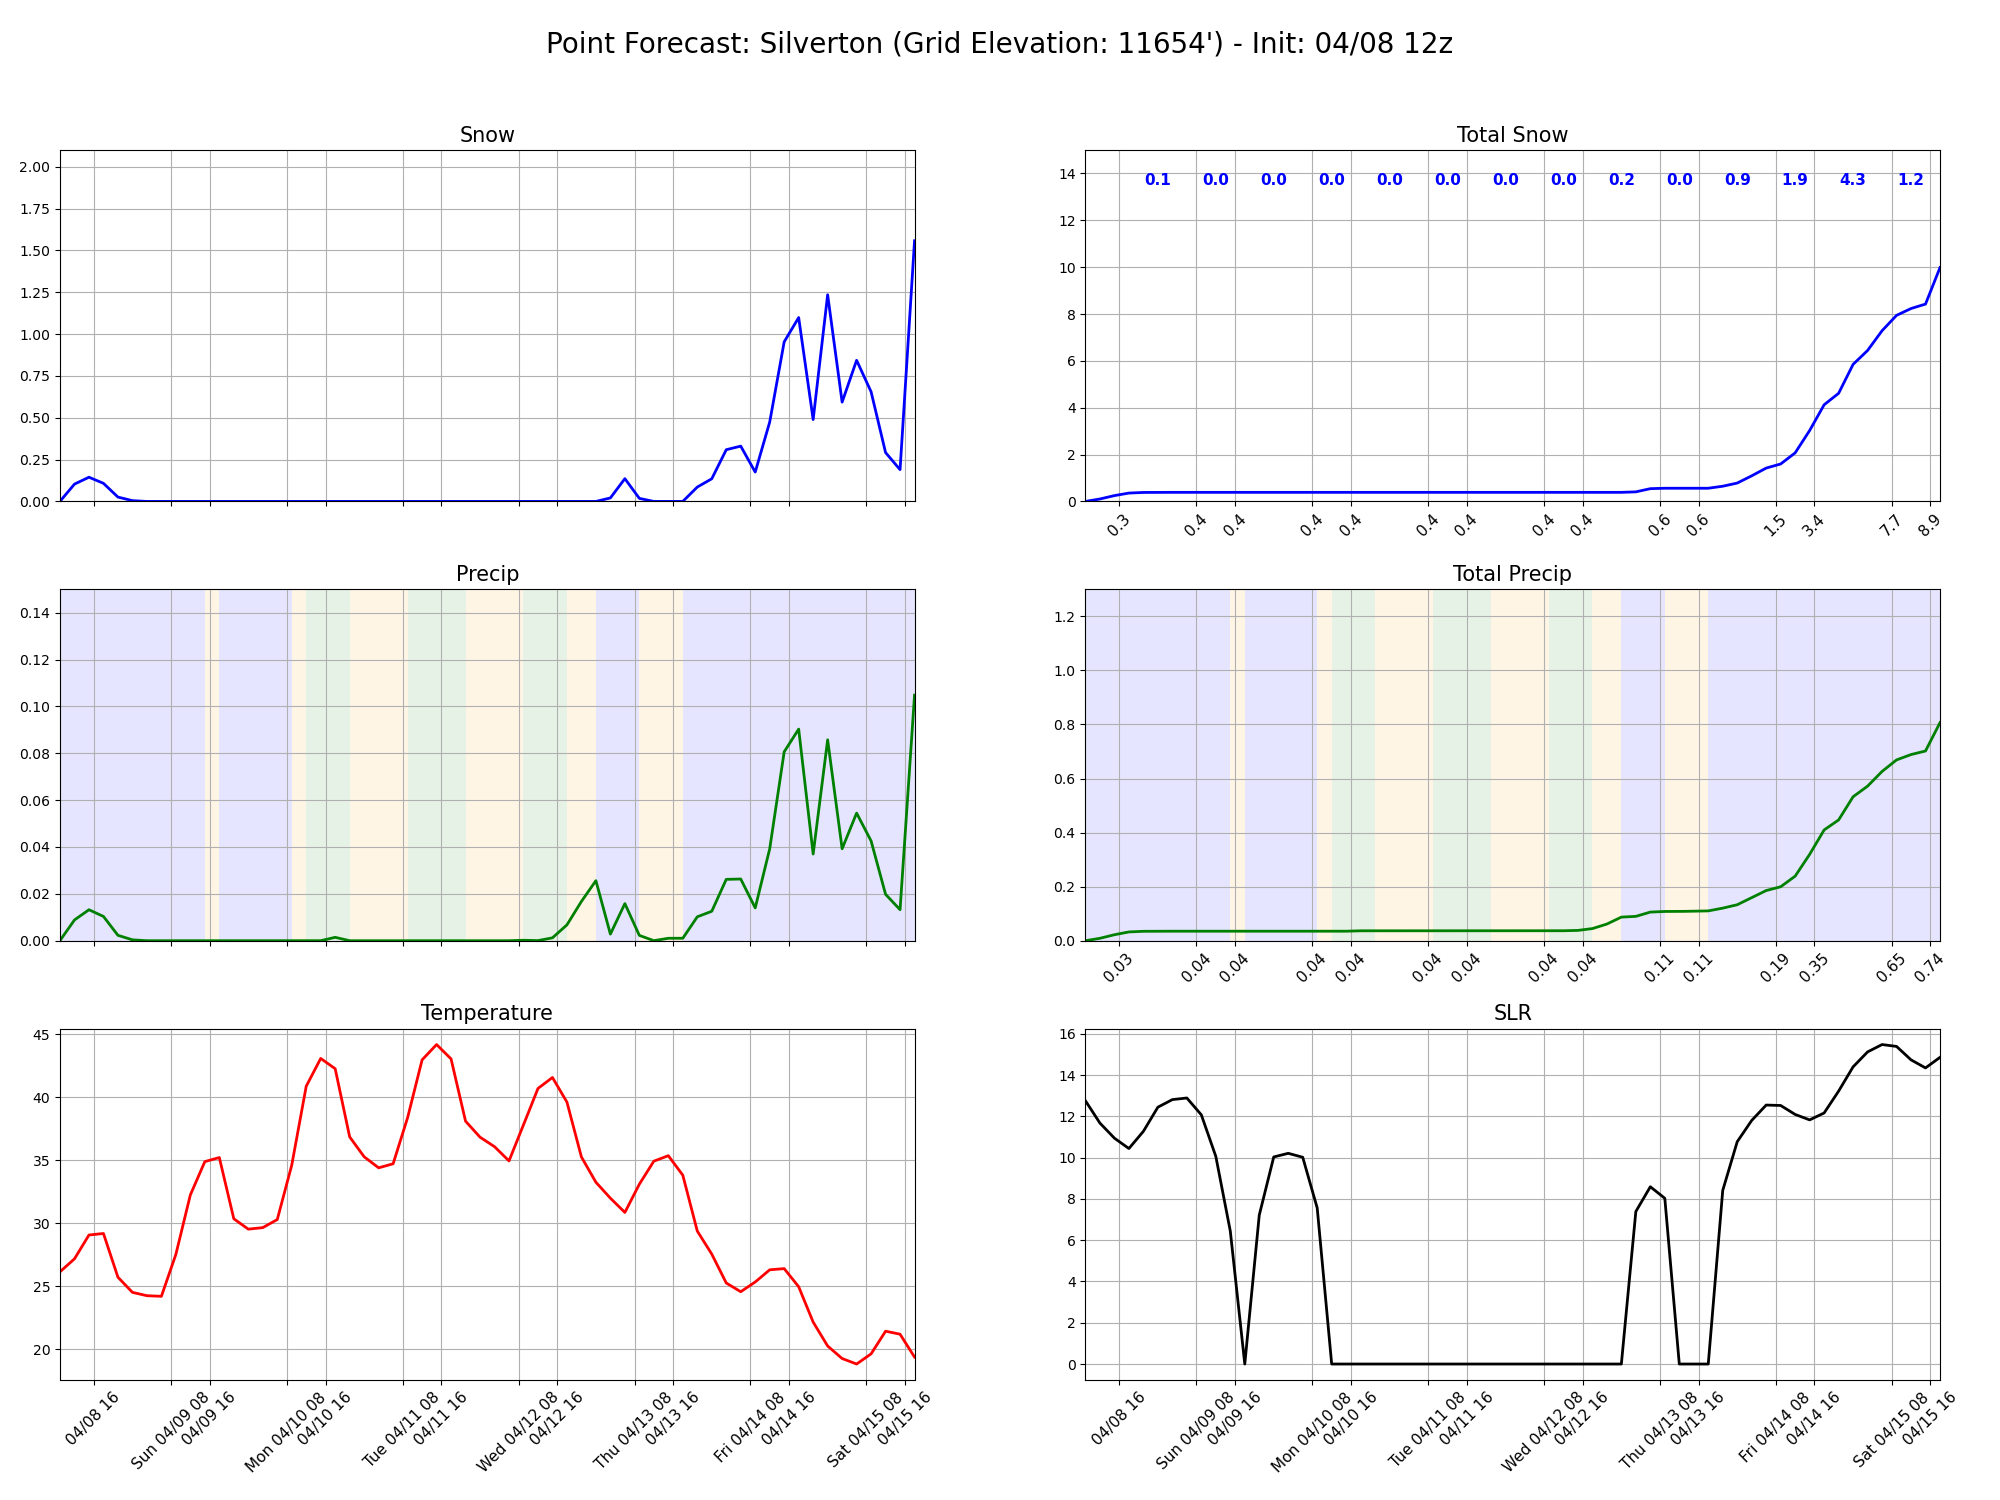 Point Forecast: Silverton (Grid Elevation: 11654') - Init: 04/08 12z
Snow
2.00
1.75
1.50
1.25
1.00
0.75
0.50
0.25
0.00
Total Snow
14
12
10
8
6
4
2
0
0.1 0.0 0.0 0.0 0.0 0.0 0.0 0.0 0.2 0.0 0.9 1.9 4.3 1.2
0.3 0.4 0.4 0.4 0.4 0.4 0.4 0.4 0.4 0.6 0.6 1.5 3.4 7.7 8.9
Precip
0.14
0.12
0.10
0.08
0.06
0.04
0.02
0.00
Total Precip
1.2
1.0
0.8
0.6
0.4
0.2
0.0
0.03 0.04 0.04 0.04 0.04 0.04 0.04 0.04 0.04 0.11 0.11 0.19 0.35 0.65 0.74
Temperature
45
40
35
30
25
20
04/08 16
Sun 04/09 08
04/09 16
Mon 04/10 08
04/10 16
Tue 04/11 08
04/11 16
Wed 04/12 08
04/12 16
Thu 04/13 08
04/13 16
Fri 04/14 08
04/14 16
Sat 04/15 08
04/15 16
SLR
16
14
12
10
8
6
4
2
0
04/08 16
Sun 04/09 08
04/09 16
Mon 04/10 08
04/10 16
Tue 04/11 08
04/11 16
Wed 04/12 08
04/12 16
Thu 04/13 08
04/13 16
Fri 04/14 08
04/14 16
Sat 04/15 08
04/15 16